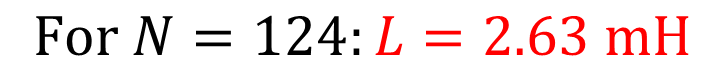 For N = 124: L = 2.63 mH